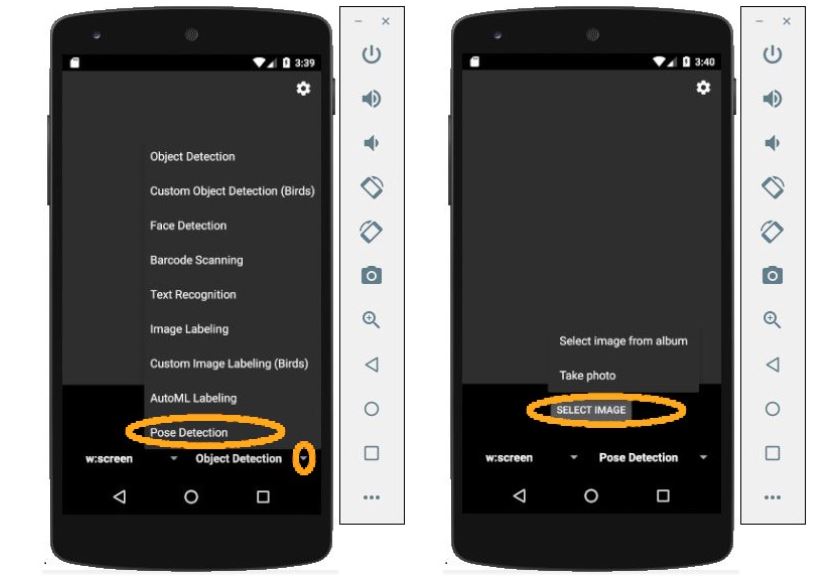 3:39
Object Detection
Custom Object Detection (Birds)
Face Detection
Barcode Scanning
Text Recognition
Image Labeling
Custom Image Labeling (Birds)
AutoML Labeling
Pose Detection
w:screen Object Detection
3:40
Select image from album
Take photo
SELECT IMAGE
w:screen Pose Detection